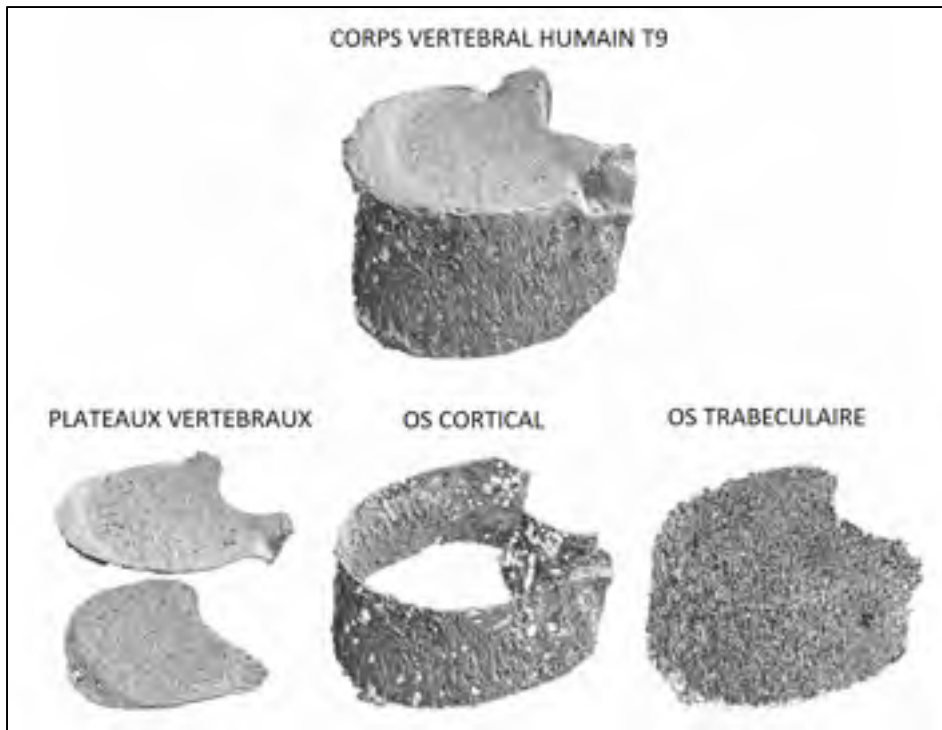 CORPS VERTEBRAL HUMAIN T9
PLATEAUX VERTEBRAUX
OS CORTICAL
OS TRABECULAIRE